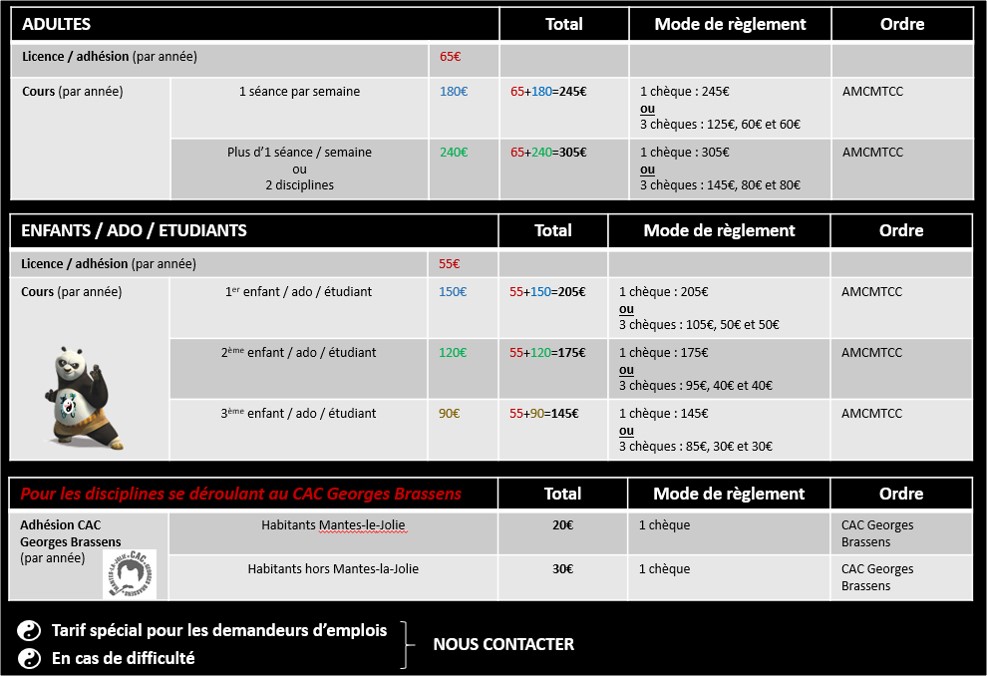 ADULTES Total Mode de règlement Ordre
Licence / adhésion (par année) 65€
Cours (par année) 1 séance par semaine 180€ 65+180=245€ 1 chèque : 245€ AMCMTCC
ou
3 chèques : 125€, 60€ et 60€
Plus d'1 séance / semaine 240€ 65+240=305€ 1 chèque : 305€ AMCMTCC
ou ou
2 disciplines 3 chèques : 145€, 80€ et 80€
ENFANTS / ADO / ETUDIANTS Total Mode de règlement Ordre
Licence / adhésion (par année) 55€
Cours (par année) 1er enfant / ado / étudiant 150€ 55+150=205€ 1 chèque : 205€ AMCMTCC
ou
3 chèques : 105€, 50€ et 50€
2ème enfant / ado / étudiant 120€ 55+120=175€ 1 chèque : 175€ AMCMTCC
ou
3 chèques : 95€, 40€ et 40€
3ème enfant / ado / étudiant 90€ 55+90=145€ 1 chèque : 145€ AMCMTCC
ou
3 chèques : 85€, 30€ et 30€
Pour les disciplines se déroulant au CAC Georges Brassens Total Mode de règlement Ordre
Adhésion CAC Habitants Mantes-le-Jolie 20€ 1 chèque CAC Georges
Georges Brassens Brassens
(par année)
Habitants hors Mantes-la-Jolie 30€ 1 chèque CAC Georges
Brassens
CAC GEORGES BRASSENS MANTES-LA-JOLIE
Tarif spécial pour les demandeurs d'emplois
NOUS CONTACTER
En cas de difficulté